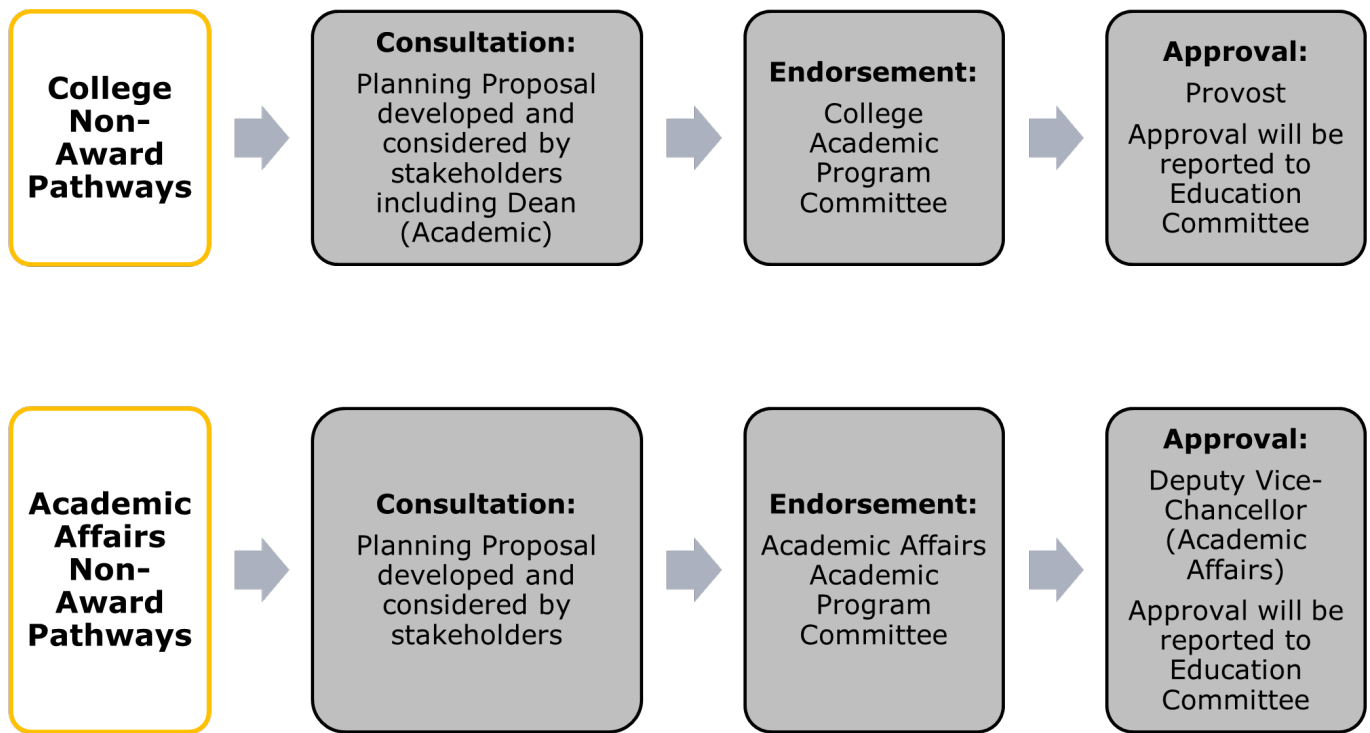 College
Non-
Award
Pathways
Consultation:
Planning Proposal
developed and
considered by
stakeholders
including Dean
(Academic)
Endorsement:
College
Academic
Program
Committee
Approval:
Provost
Approval will be
reported to
Education
Committee
Academic
Affairs
Non-
Award
Pathways
Consultation:
Planning Proposal
developed and
considered by
stakeholders
Endorsement:
Academic Affairs
Academic
Program
Committee
Approval:
Deputy Vice-
Chancellor
(Academic
Affairs)
Approval will be
reported to
Education
Committee